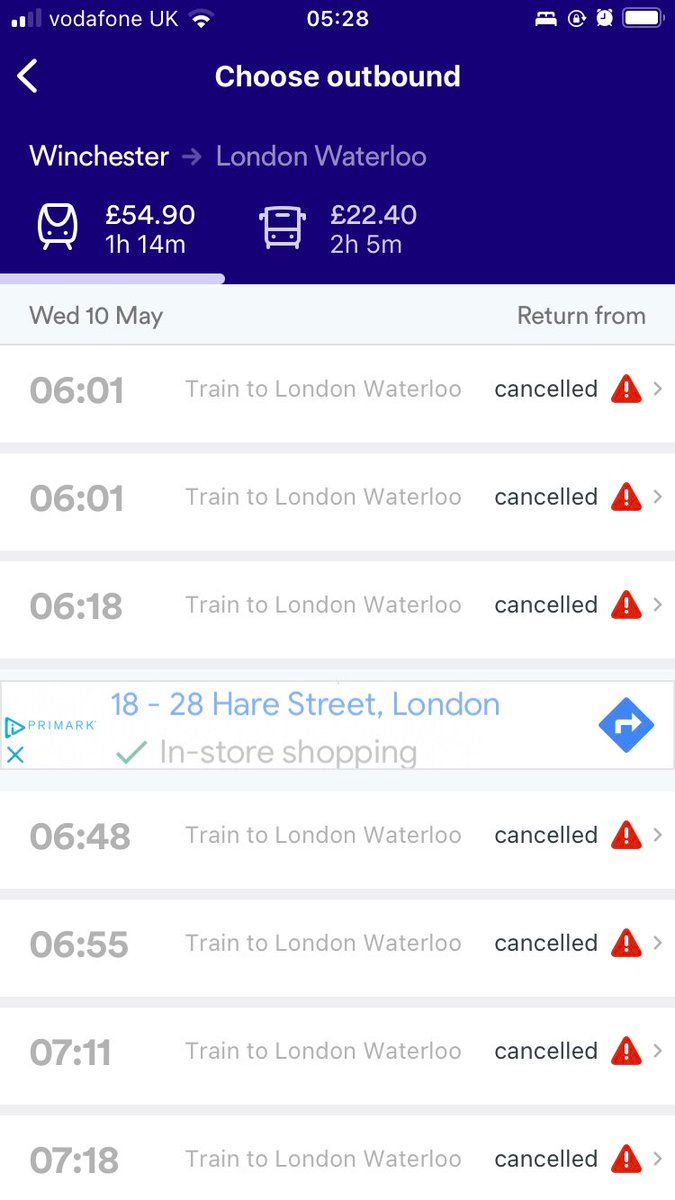 vodafone UK 05:28
Choose outbound
Winchester → London Waterloo
£54.90 £22.40
1h 14m 2h 5m
Wed 10 May Return from
06:01 Train to London Waterloo cancelled
06:01 Train to London Waterloo cancelled
06:18 Train to London Waterloo cancelled
18 - 28 Hare Street, London
PRIMARK
In-store shopping
06:48 Train to London Waterloo cancelled
06:55 Train to London Waterloo cancelled
07:11 Train to London Waterloo cancelled
07:18 Train to London Waterloo cancelled